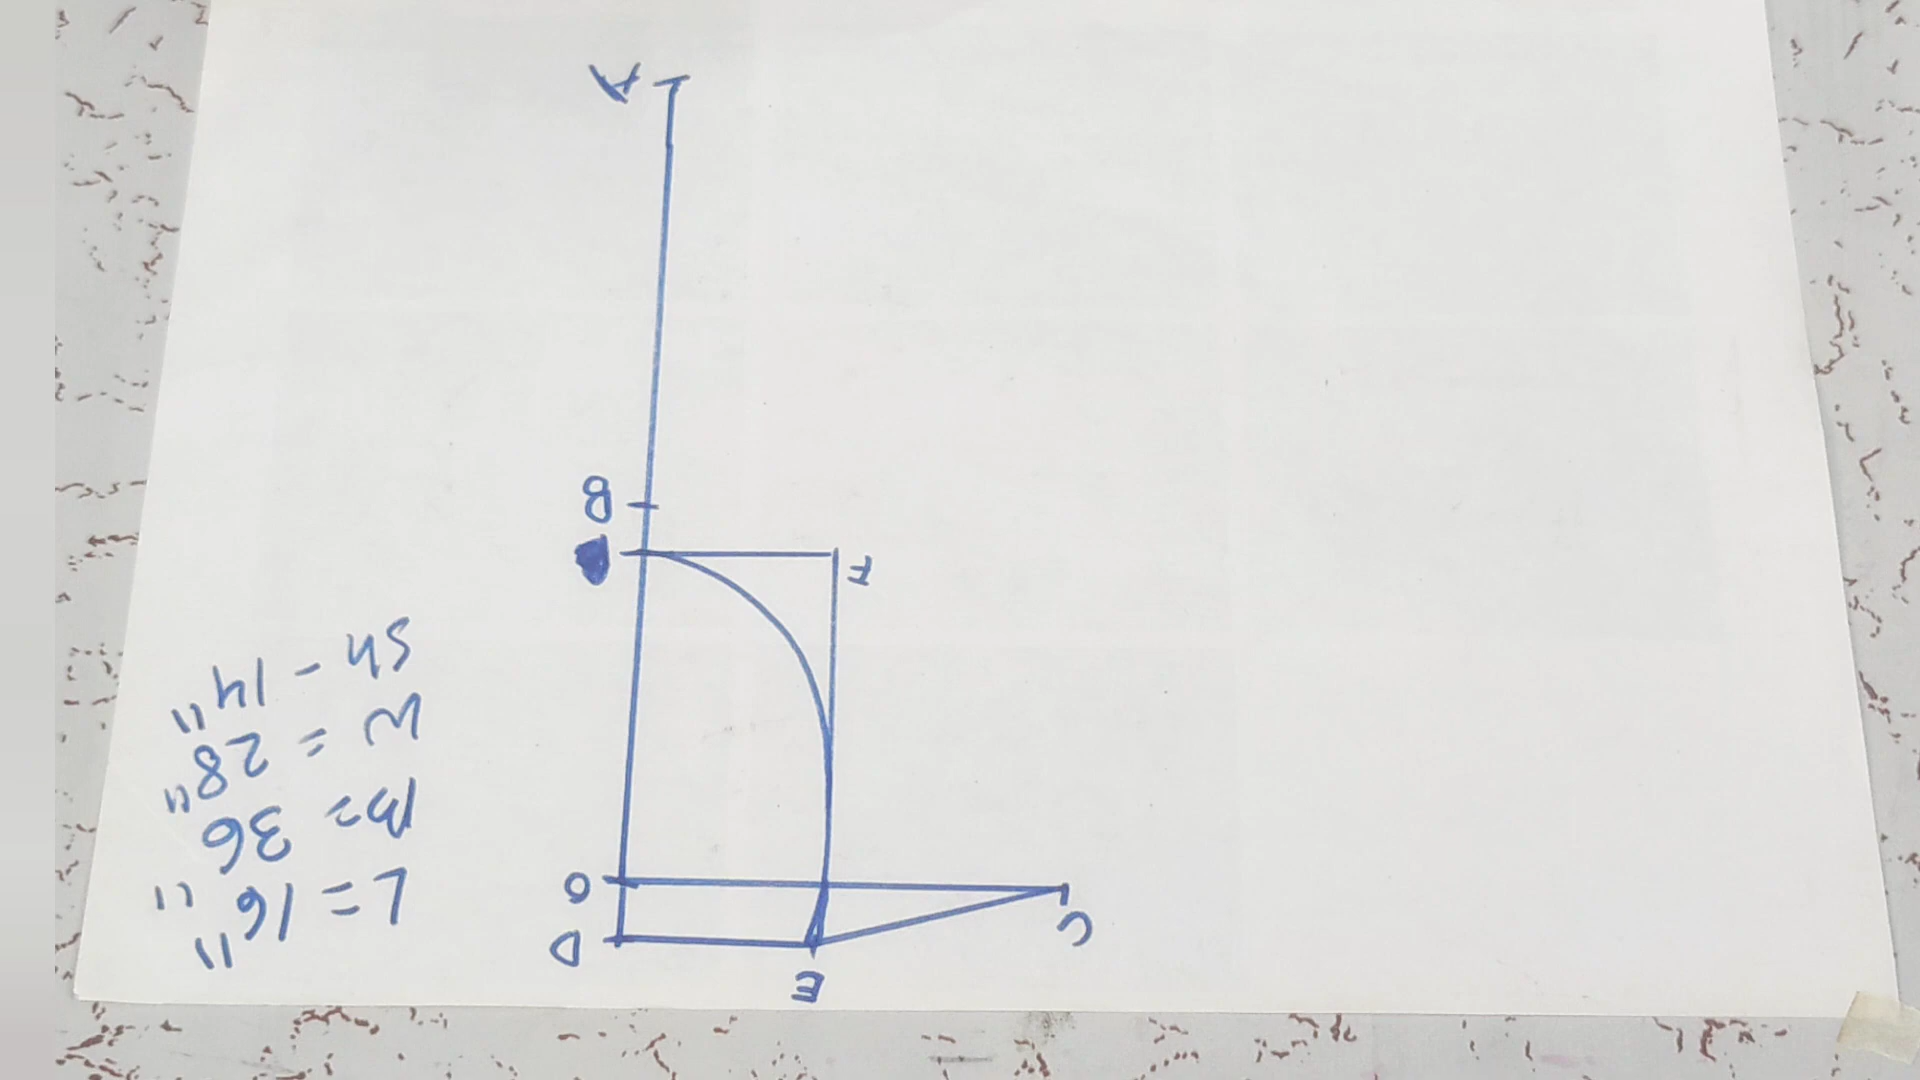 E
C D
O
L = 16"
B = 36"
W = 28"
Sh - 14"
F
B
A